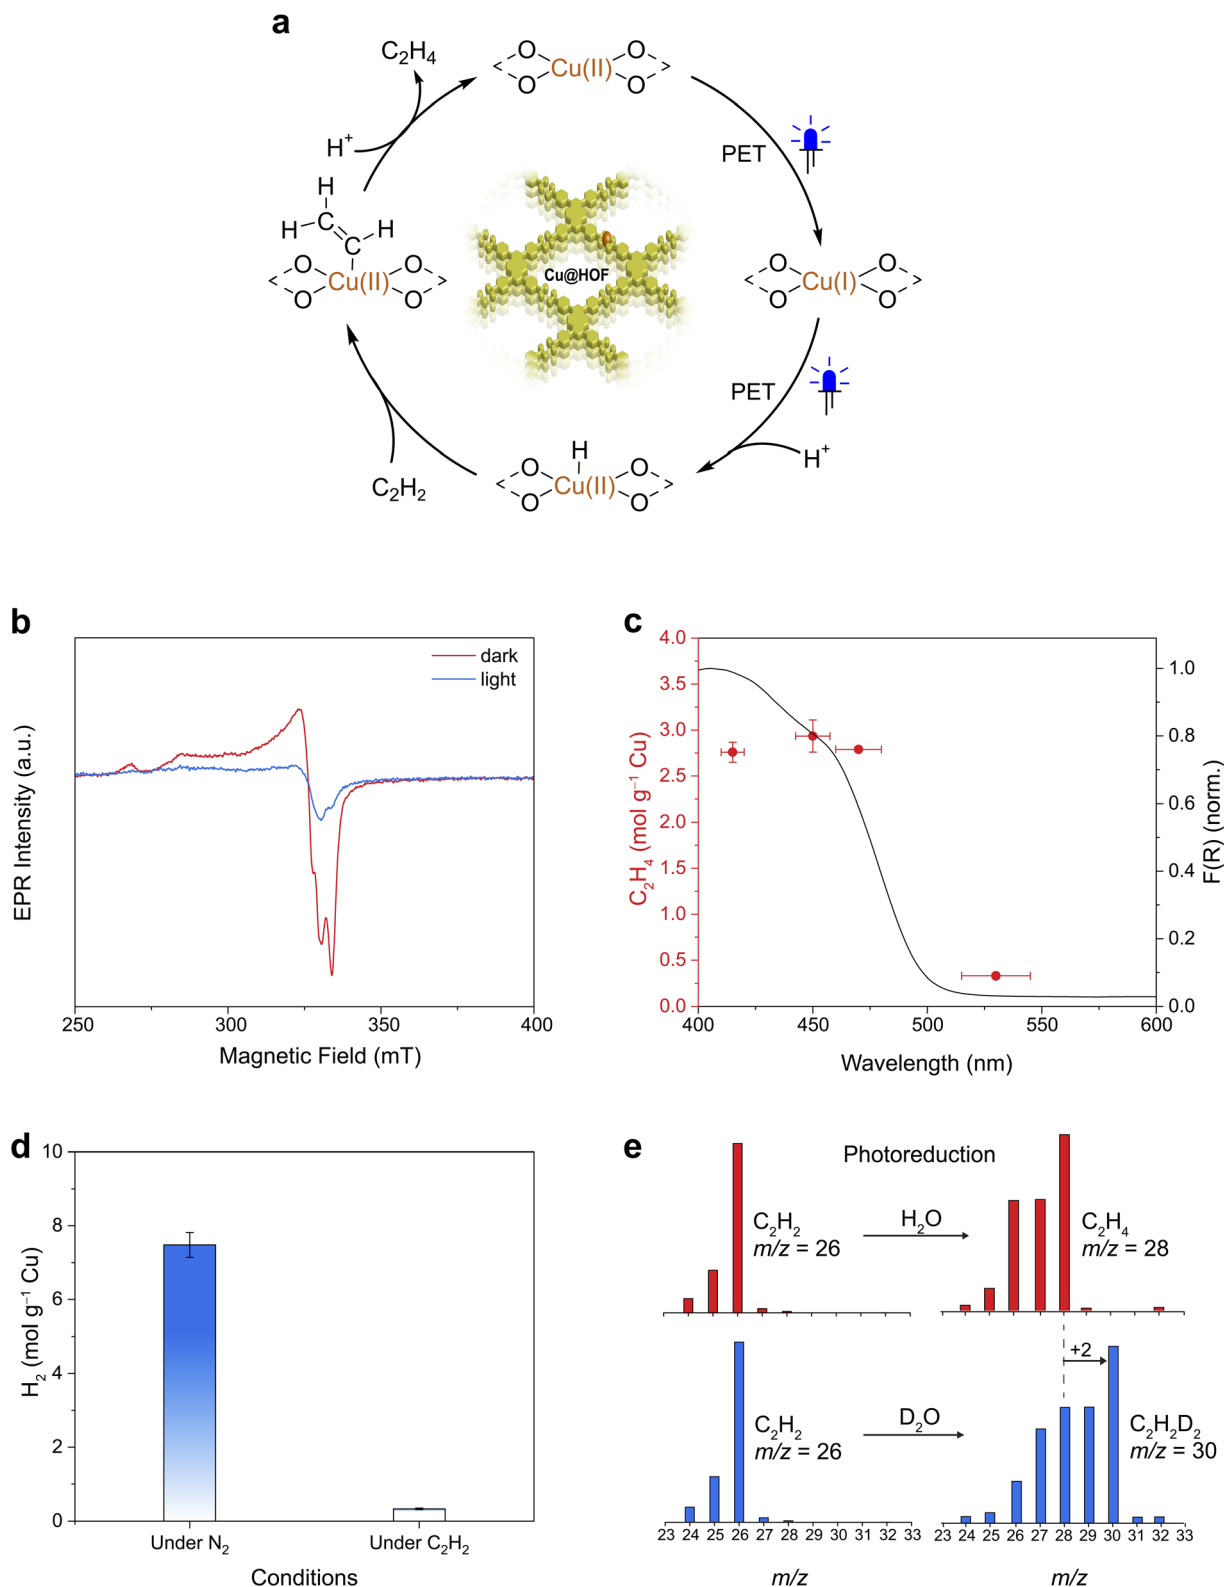 a
C₂H₄
O O
Cu(II)
O O
H⁺
PET
H
H H
C
C
O O
Cu(II)
O O
Cu@HOF
O O
Cu(I)
O O
PET
H⁺
H
O O
Cu(II)
O O
C₂H₂
b
dark
light
EPR Intensity (a.u.)
250 300 350 400
Magnetic Field (mT)
c
4.0
3.5
3.0
2.5
2.0
1.5
1.0
0.5
0.0
C₂H₄ (mol g⁻¹ Cu)
1.0
0.8
0.6
0.4
0.2
0.0
F(R) (norm.)
400 450 500 550 600
Wavelength (nm)
d
10
8
6
4
2
0
H₂ (mol g⁻¹ Cu)
Under N₂ Under C₂H₂
Conditions
e
Photoreduction
C₂H₂
m/z = 26
H₂O
C₂H₄
m/z = 28
+2
C₂H₂
m/z = 26
D₂O
C₂H₂D₂
m/z = 30
23 24 25 26 27 28 29 30 31 32 33
23 24 25 26 27 28 29 30 31 32 33
m/z m/z